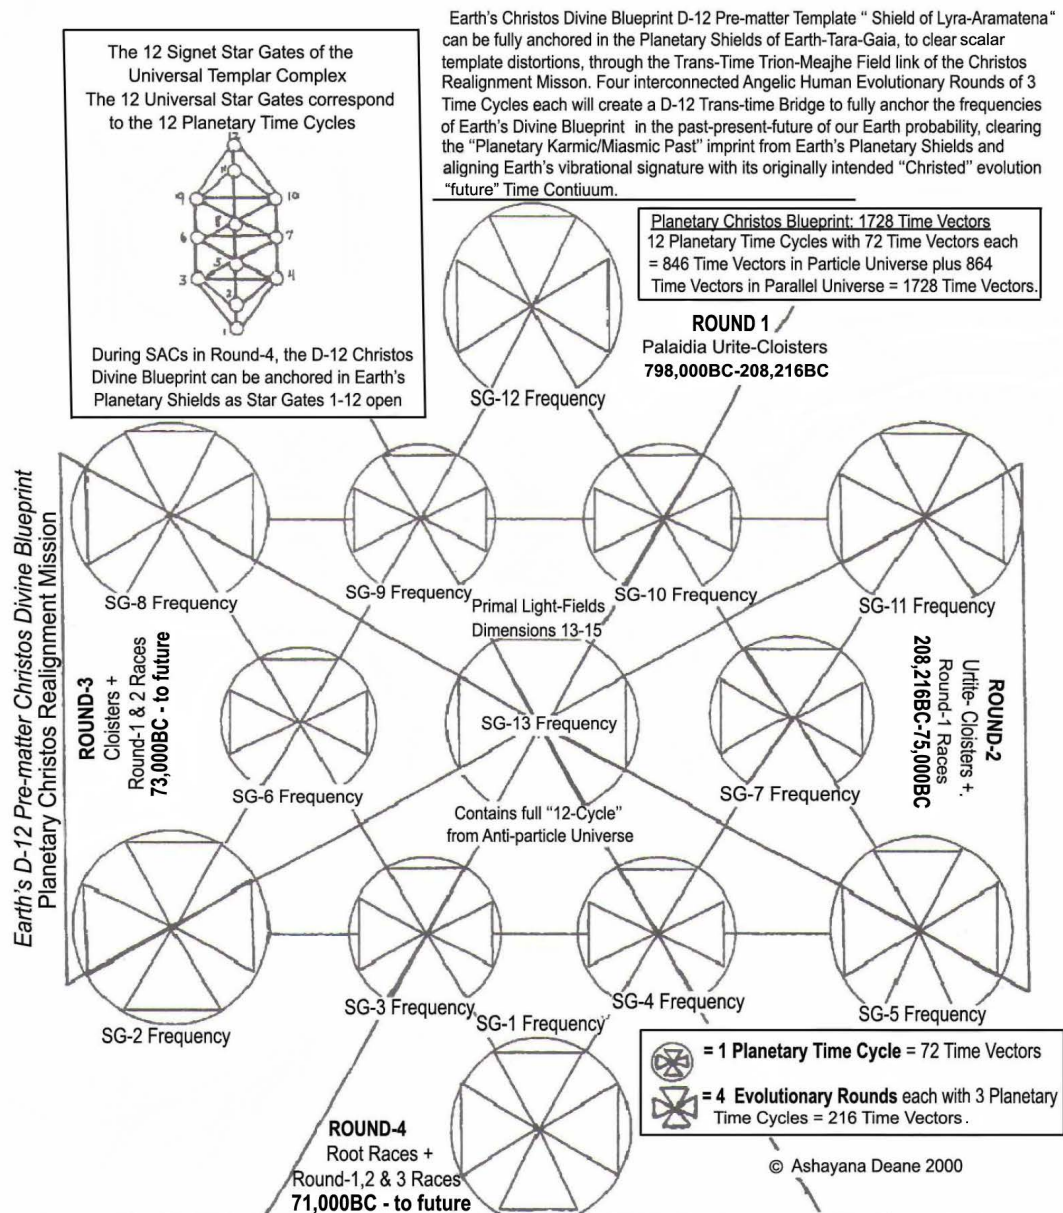 Earth's Christos Divine Blueprint D-12 Pre-matter Template " Shield of Lyra-Aramatena"
can be fully anchored in the Planetary Shields of Earth-Tara-Gaia, to clear scalar
template distortions, through the Trans-Time Trion-Meajhe Field link of the Christos
Realignment Misson. Four interconnected Angelic Human Evolutionary Rounds of 3
Time Cycles each will create a D-12 Trans-time Bridge to fully anchor the frequencies
of Earth's Divine Blueprint in the past-present-future of our Earth probability, clearing
the "Planetary Karmic/Miasmic Past" imprint from Earth's Planetary Shields and
aligning Earth's vibrational signature with its originally intended "Christed" evolution
"future" Time Contiuum.
The 12 Signet Star Gates of the
Universal Templar Complex
The 12 Universal Star Gates correspond
to the 12 Planetary Time Cycles
12
11
9
10
8
6
7
5
3
4
2
1
During SACs in Round-4, the D-12 Christos
Divine Blueprint can be anchored in Earth's
Planetary Shields as Star Gates 1-12 open
Planetary Christos Blueprint: 1728 Time Vectors
12 Planetary Time Cycles with 72 Time Vectors each
= 846 Time Vectors in Particle Universe plus 864
Time Vectors in Parallel Universe = 1728 Time Vectors.
ROUND 1
Palaidia Urite-Cloisters
798,000BC-208,216BC
SG-12 Frequency
SG-8 Frequency
SG-9 Frequency
SG-10 Frequency
SG-11 Frequency
Primal Light-Fields
Dimensions 13-15
SG-13 Frequency
Contains full "12-Cycle"
from Anti-particle Universe
SG-6 Frequency
SG-7 Frequency
Earth's D-12 Pre-matter Christos Divine Blueprint
Planetary Christos Realignment Mission
ROUND-3
Cloisters +
Round-1 & 2 Races
73,000BC - to future
ROUND-2
Urtite- Cloisters +.
Round-1 Races
208,216BC-75,000BC
SG-2 Frequency
SG-3 Frequency
SG-1 Frequency
SG-4 Frequency
SG-5 Frequency
ROUND-4
Root Races +
Round-1,2 & 3 Races
71,000BC - to future
= 1 Planetary Time Cycle = 72 Time Vectors
= 4 Evolutionary Rounds each with 3 Planetary
Time Cycles = 216 Time Vectors.
© Ashayana Deane 2000